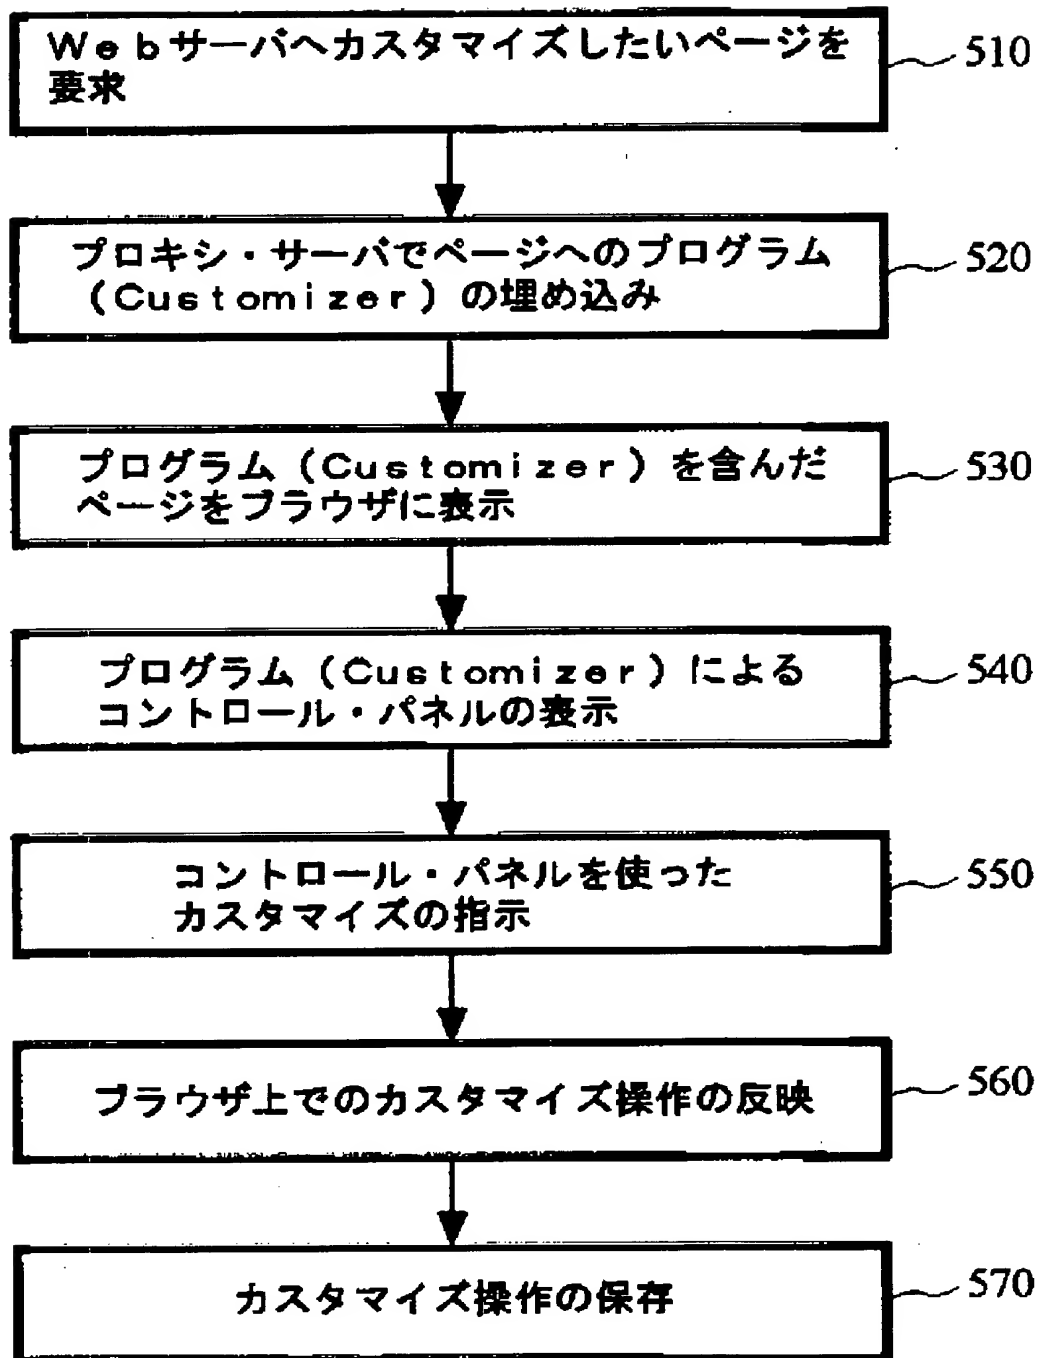 Ｗｅｂサーバへカスタマイズしたいページを
要求
510
プロキシ・サーバでページへのプログラム
（Ｃｕｓｔｏｍｉｚｅｒ）の埋め込み
520
プログラム（Ｃｕｓｔｏｍｉｚｅｒ）を含んだ
ページをブラウザに表示
530
プログラム（Ｃｕｓｔｏｍｉｚｅｒ）による
コントロール・パネルの表示
540
コントロール・パネルを使った
カスタマイズの指示
550
ブラウザ上でのカスタマイズ操作の反映
560
カスタマイズ操作の保存
570